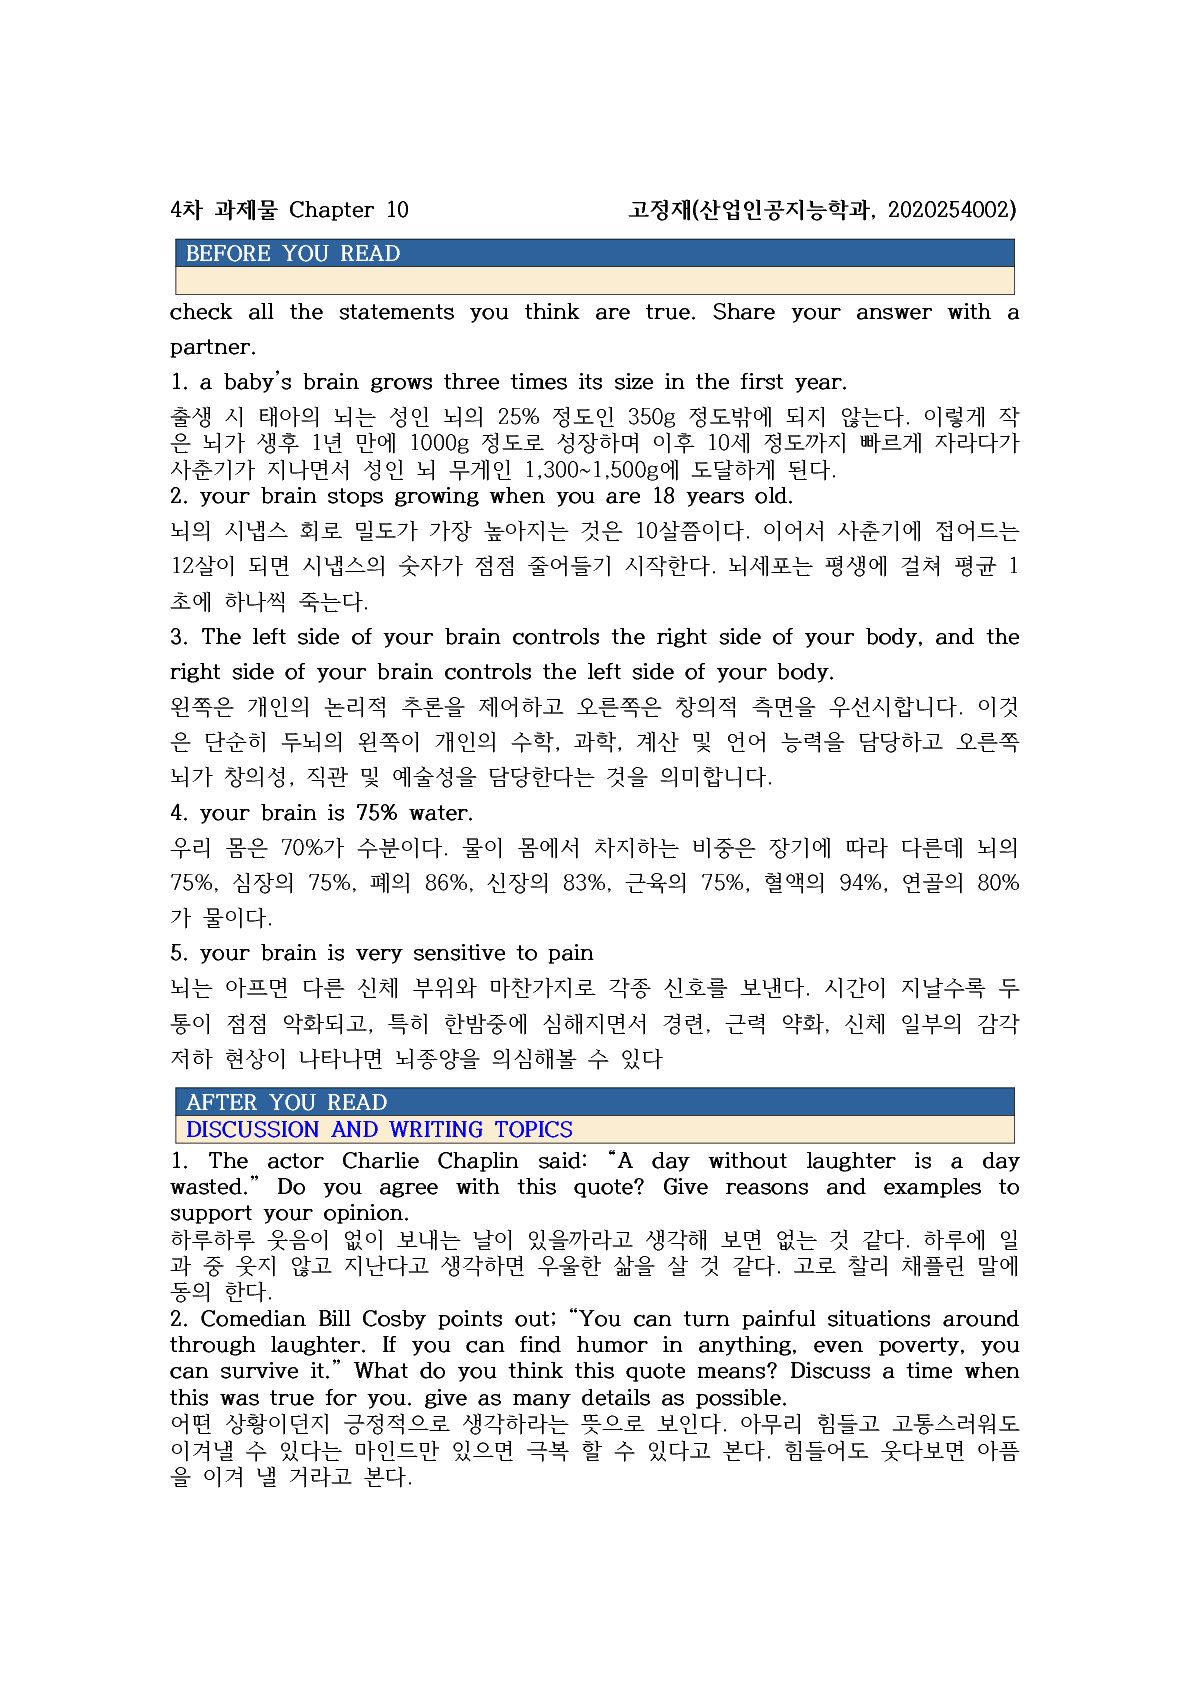 4차 과제물 Chapter 10 고정재(산업인공지능학과, 2020254002)
BEFORE YOU READ
check all the statements you think are true. Share your answer with a
partner.
1. a baby's brain grows three times its size in the first year.
출생 시 태아의 뇌는 성인 뇌의 25% 정도인 350g 정도밖에 되지 않는다. 이렇게 작
은 뇌가 생후 1년 만에 1000g 정도로 성장하며 이후 10세 정도까지 빠르게 자라다가
사춘기가 지나면서 성인 뇌 무게인 1,300~1,500g에 도달하게 된다.
2. your brain stops growing when you are 18 years old.
뇌의 시냅스 회로 밀도가 가장 높아지는 것은 10살쯤이다. 이어서 사춘기에 접어드는
12살이 되면 시냅스의 숫자가 점점 줄어들기 시작한다. 뇌세포는 평생에 걸쳐 평균 1
초에 하나씩 죽는다.
3. The left side of your brain controls the right side of your body, and the
right side of your brain controls the left side of your body.
왼쪽은 개인의 논리적 추론을 제어하고 오른쪽은 창의적 측면을 우선시합니다. 이것
은 단순히 두뇌의 왼쪽이 개인의 수학, 과학, 계산 및 언어 능력을 담당하고 오른쪽
뇌가 창의성, 직관 및 예술성을 담당한다는 것을 의미합니다.
4. your brain is 75% water.
우리 몸은 70%가 수분이다. 물이 몸에서 차지하는 비중은 장기에 따라 다른데 뇌의
75%, 심장의 75%, 폐의 86%, 신장의 83%, 근육의 75%, 혈액의 94%, 연골의 80%
가 물이다.
5. your brain is very sensitive to pain
뇌는 아프면 다른 신체 부위와 마찬가지로 각종 신호를 보낸다. 시간이 지날수록 두
통이 점점 악화되고, 특히 한밤중에 심해지면서 경련, 근력 약화, 신체 일부의 감각
저하 현상이 나타나면 뇌종양을 의심해볼 수 있다
AFTER YOU READ
DISCUSSION AND WRITING TOPICS
1. The actor Charlie Chaplin said: “A day without laughter is a day
wasted.” Do you agree with this quote? Give reasons and examples to
support your opinion.
하루하루 웃음이 없이 보내는 날이 있을까라고 생각해 보면 없는 것 같다. 하루에 일
과 중 웃지 않고 지난다고 생각하면 우울한 삶을 살 것 같다. 고로 찰리 채플린 말에
동의 한다.
2. Comedian Bill Cosby points out; “You can turn painful situations around
through laughter. If you can find humor in anything, even poverty, you
can survive it.” What do you think this quote means? Discuss a time when
this was true for you. give as many details as possible.
어떤 상황이던지 긍정적으로 생각하라는 뜻으로 보인다. 아무리 힘들고 고통스러워도
이겨낼 수 있다는 마인드만 있으면 극복 할 수 있다고 본다. 힘들어도 웃다보면 아픔
을 이겨 낼 거라고 본다.